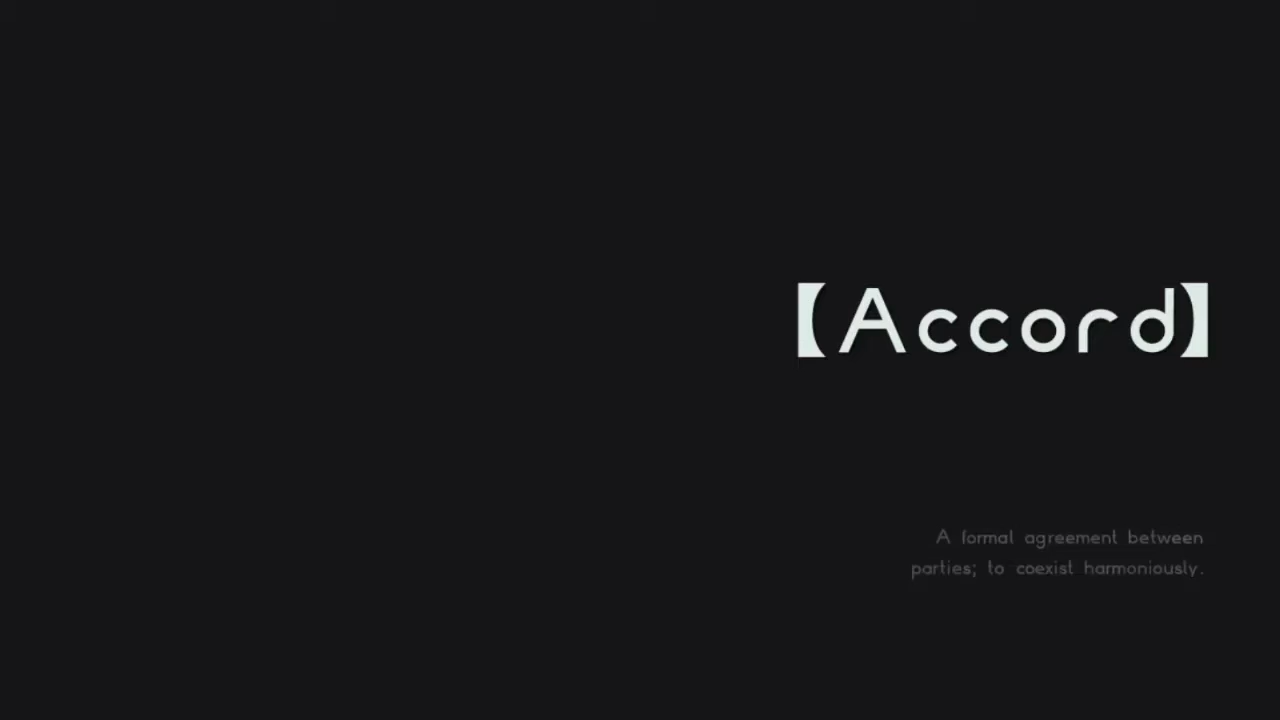 【Accord】
A formal agreement between
parties; to coexist harmoniously.